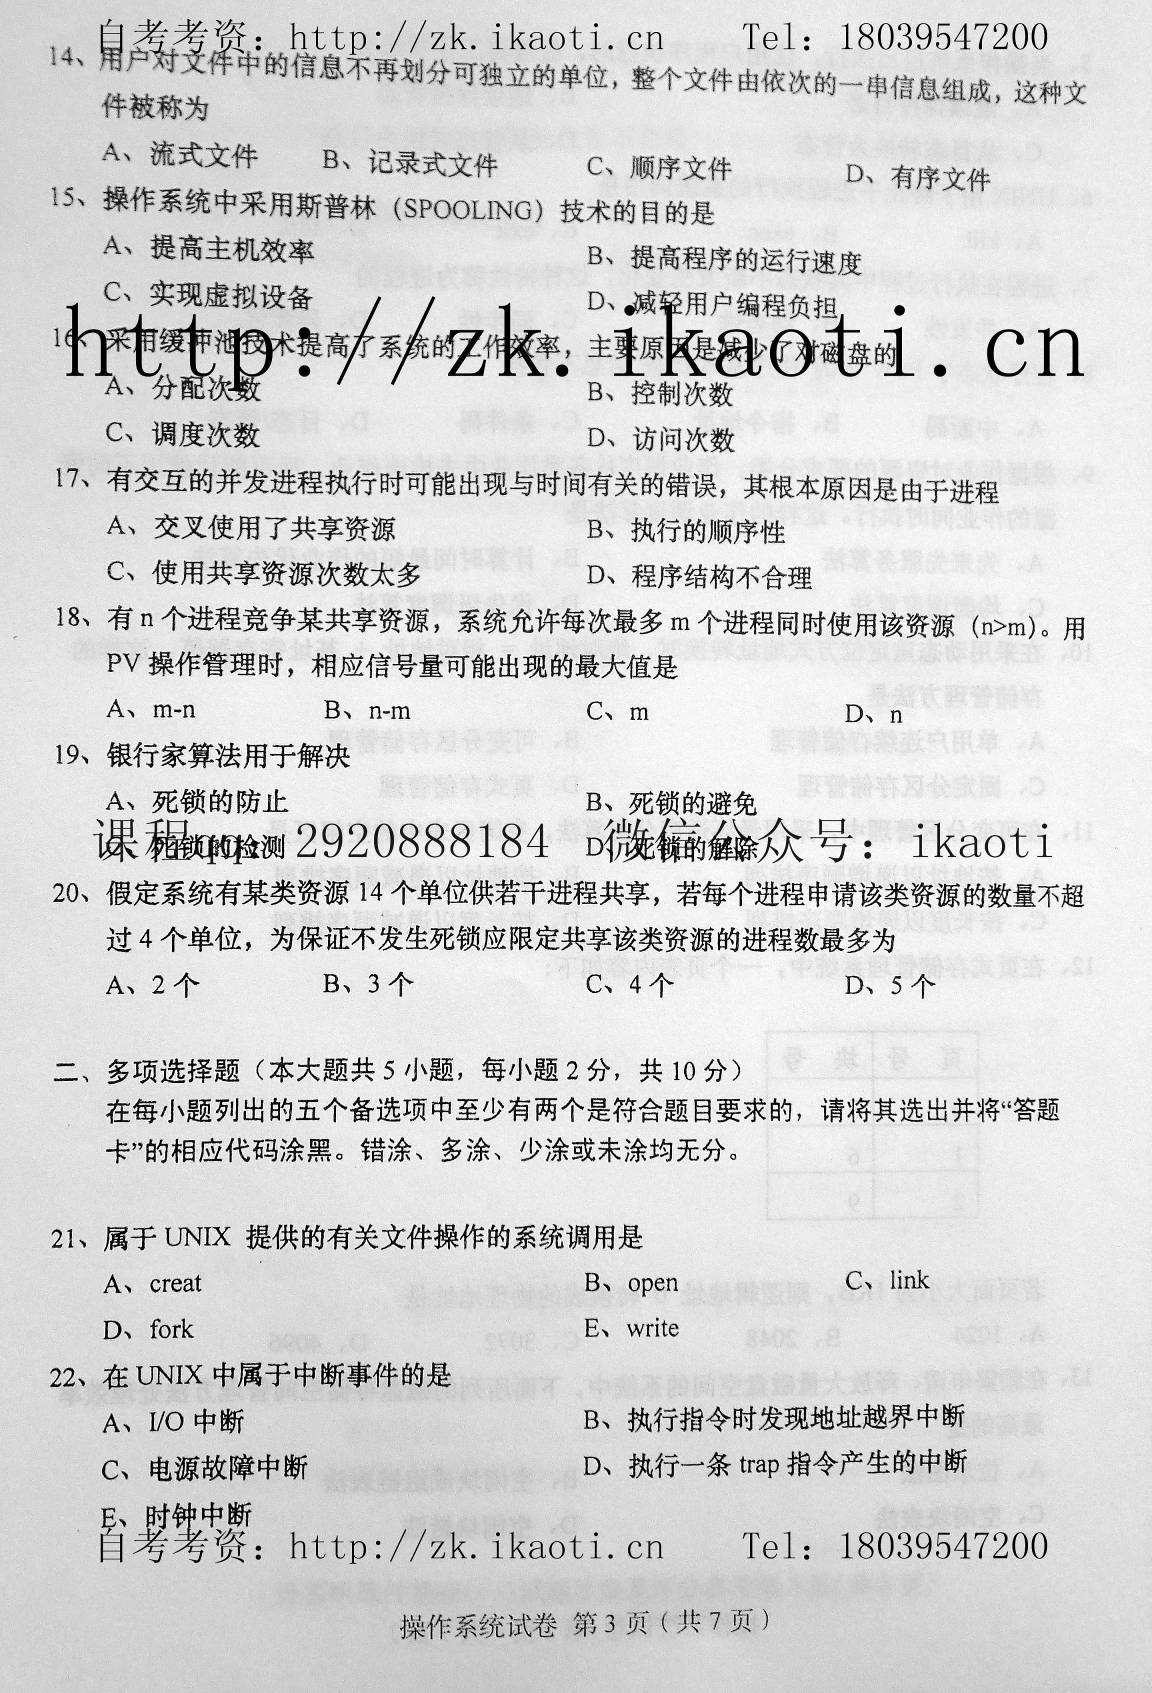 自考考资：http://zk.ikaoti.cn Tel：18039547200
14、用户对文件中的信息不再划分可独立的单位，整个文件由依次的一串信息组成，这种文
件被称为
A、流式文件 B、记录式文件 C、顺序文件 D、有序文件
15、操作系统中采用斯普林（SPOOLING）技术的目的是
A、提高主机效率 B、提高程序的运行速度
C、实现虚拟设备 D、减轻用户编程负担
http://zk.ikaoti.cn
16、采用缓冲池技术提高了系统的工作效率，主要原因是减少了对磁盘的
A、分配次数 B、控制次数
C、调度次数 D、访问次数
17、有交互的并发进程执行时可能出现与时间有关的错误，其根本原因是由于进程
A、交叉使用了共享资源 B、执行的顺序性
C、使用共享资源次数太多 D、程序结构不合理
18、有 n 个进程竞争某共享资源，系统允许每次最多 m 个进程同时使用该资源（n>m）。用
PV 操作管理时，相应信号量可能出现的最大值是
A、m-n B、n-m C、m D、n
19、银行家算法用于解决
A、死锁的防止 B、死锁的避免
C、死锁的检测 D、死锁的解除
课程qq：2920888184 微信公众号：ikaoti
20、假定系统有某类资源 14 个单位供若干进程共享，若每个进程申请该类资源的数量不超
过 4 个单位，为保证不发生死锁应限定共享该类资源的进程数最多为
A、2 个 B、3 个 C、4 个 D、5 个
二、多项选择题（本大题共 5 小题，每小题 2 分，共 10 分）
在每小题列出的五个备选项中至少有两个是符合题目要求的，请将其选出并将“答题
卡”的相应代码涂黑。错涂、多涂、少涂或未涂均无分。
21、属于 UNIX 提供的有关文件操作的系统调用是
A、creat B、open C、link
D、fork E、write
22、在 UNIX 中属于中断事件的是
A、I/O 中断 B、执行指令时发现地址越界中断
C、电源故障中断 D、执行一条 trap 指令产生的中断
E、时钟中断
自考考资：http://zk.ikaoti.cn Tel：18039547200
操作系统试卷 第 3 页（共 7 页）